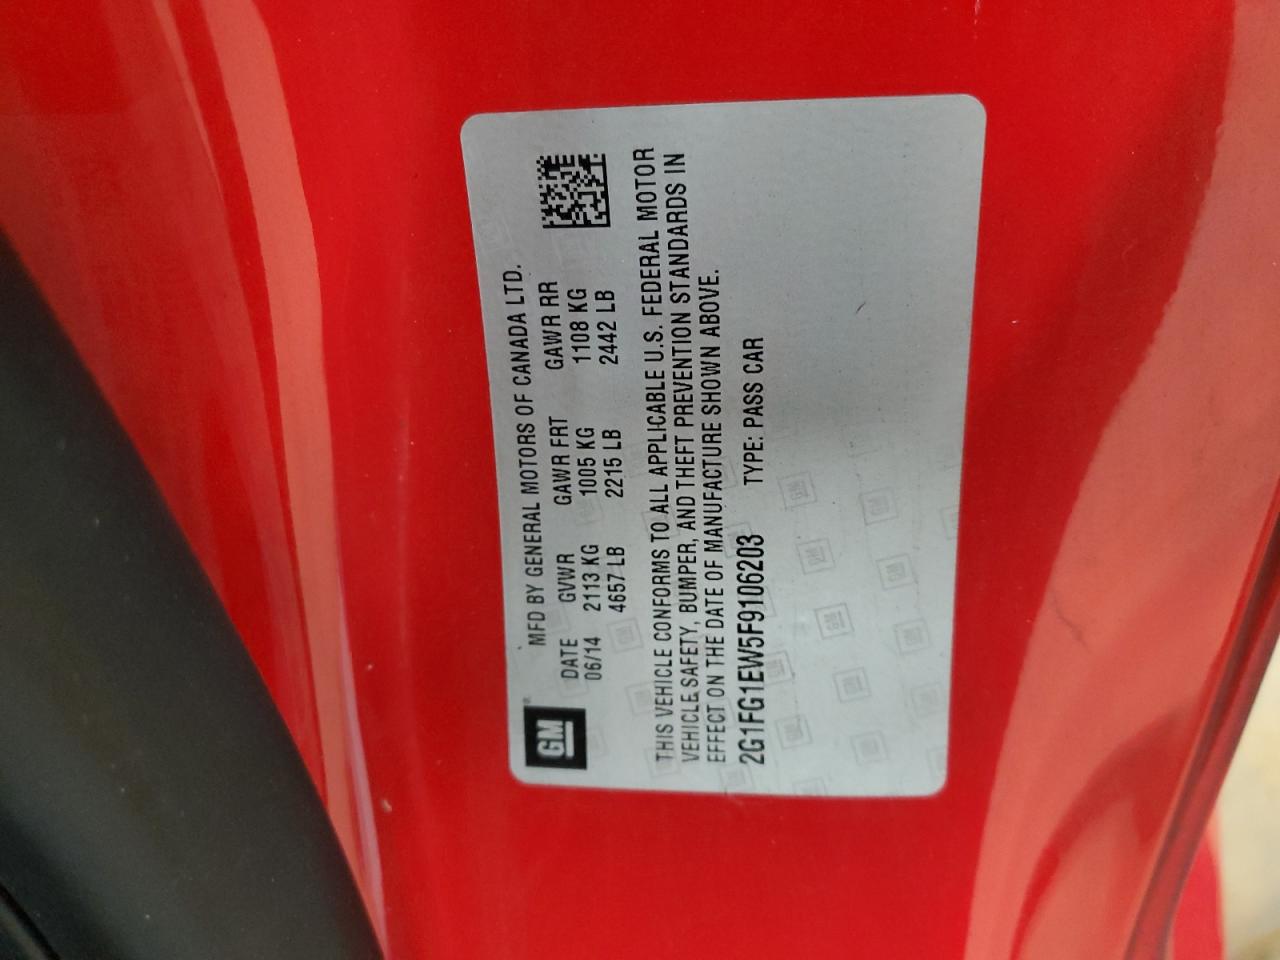 GM
MFD BY GENERAL MOTORS OF CANADA LTD.
DATE GVWR GAWR FRT GAWR RR
06/14 2113 KG 1005 KG 1108 KG
4657 LB 2215 LB 2442 LB
THIS VEHICLE CONFORMS TO ALL APPLICABLE U.S. FEDERAL MOTOR
VEHICLE SAFETY, BUMPER, AND THEFT PREVENTION STANDARDS IN
EFFECT ON THE DATE OF MANUFACTURE SHOWN ABOVE.
2G1FG1EW5F9106203 TYPE: PASS CAR